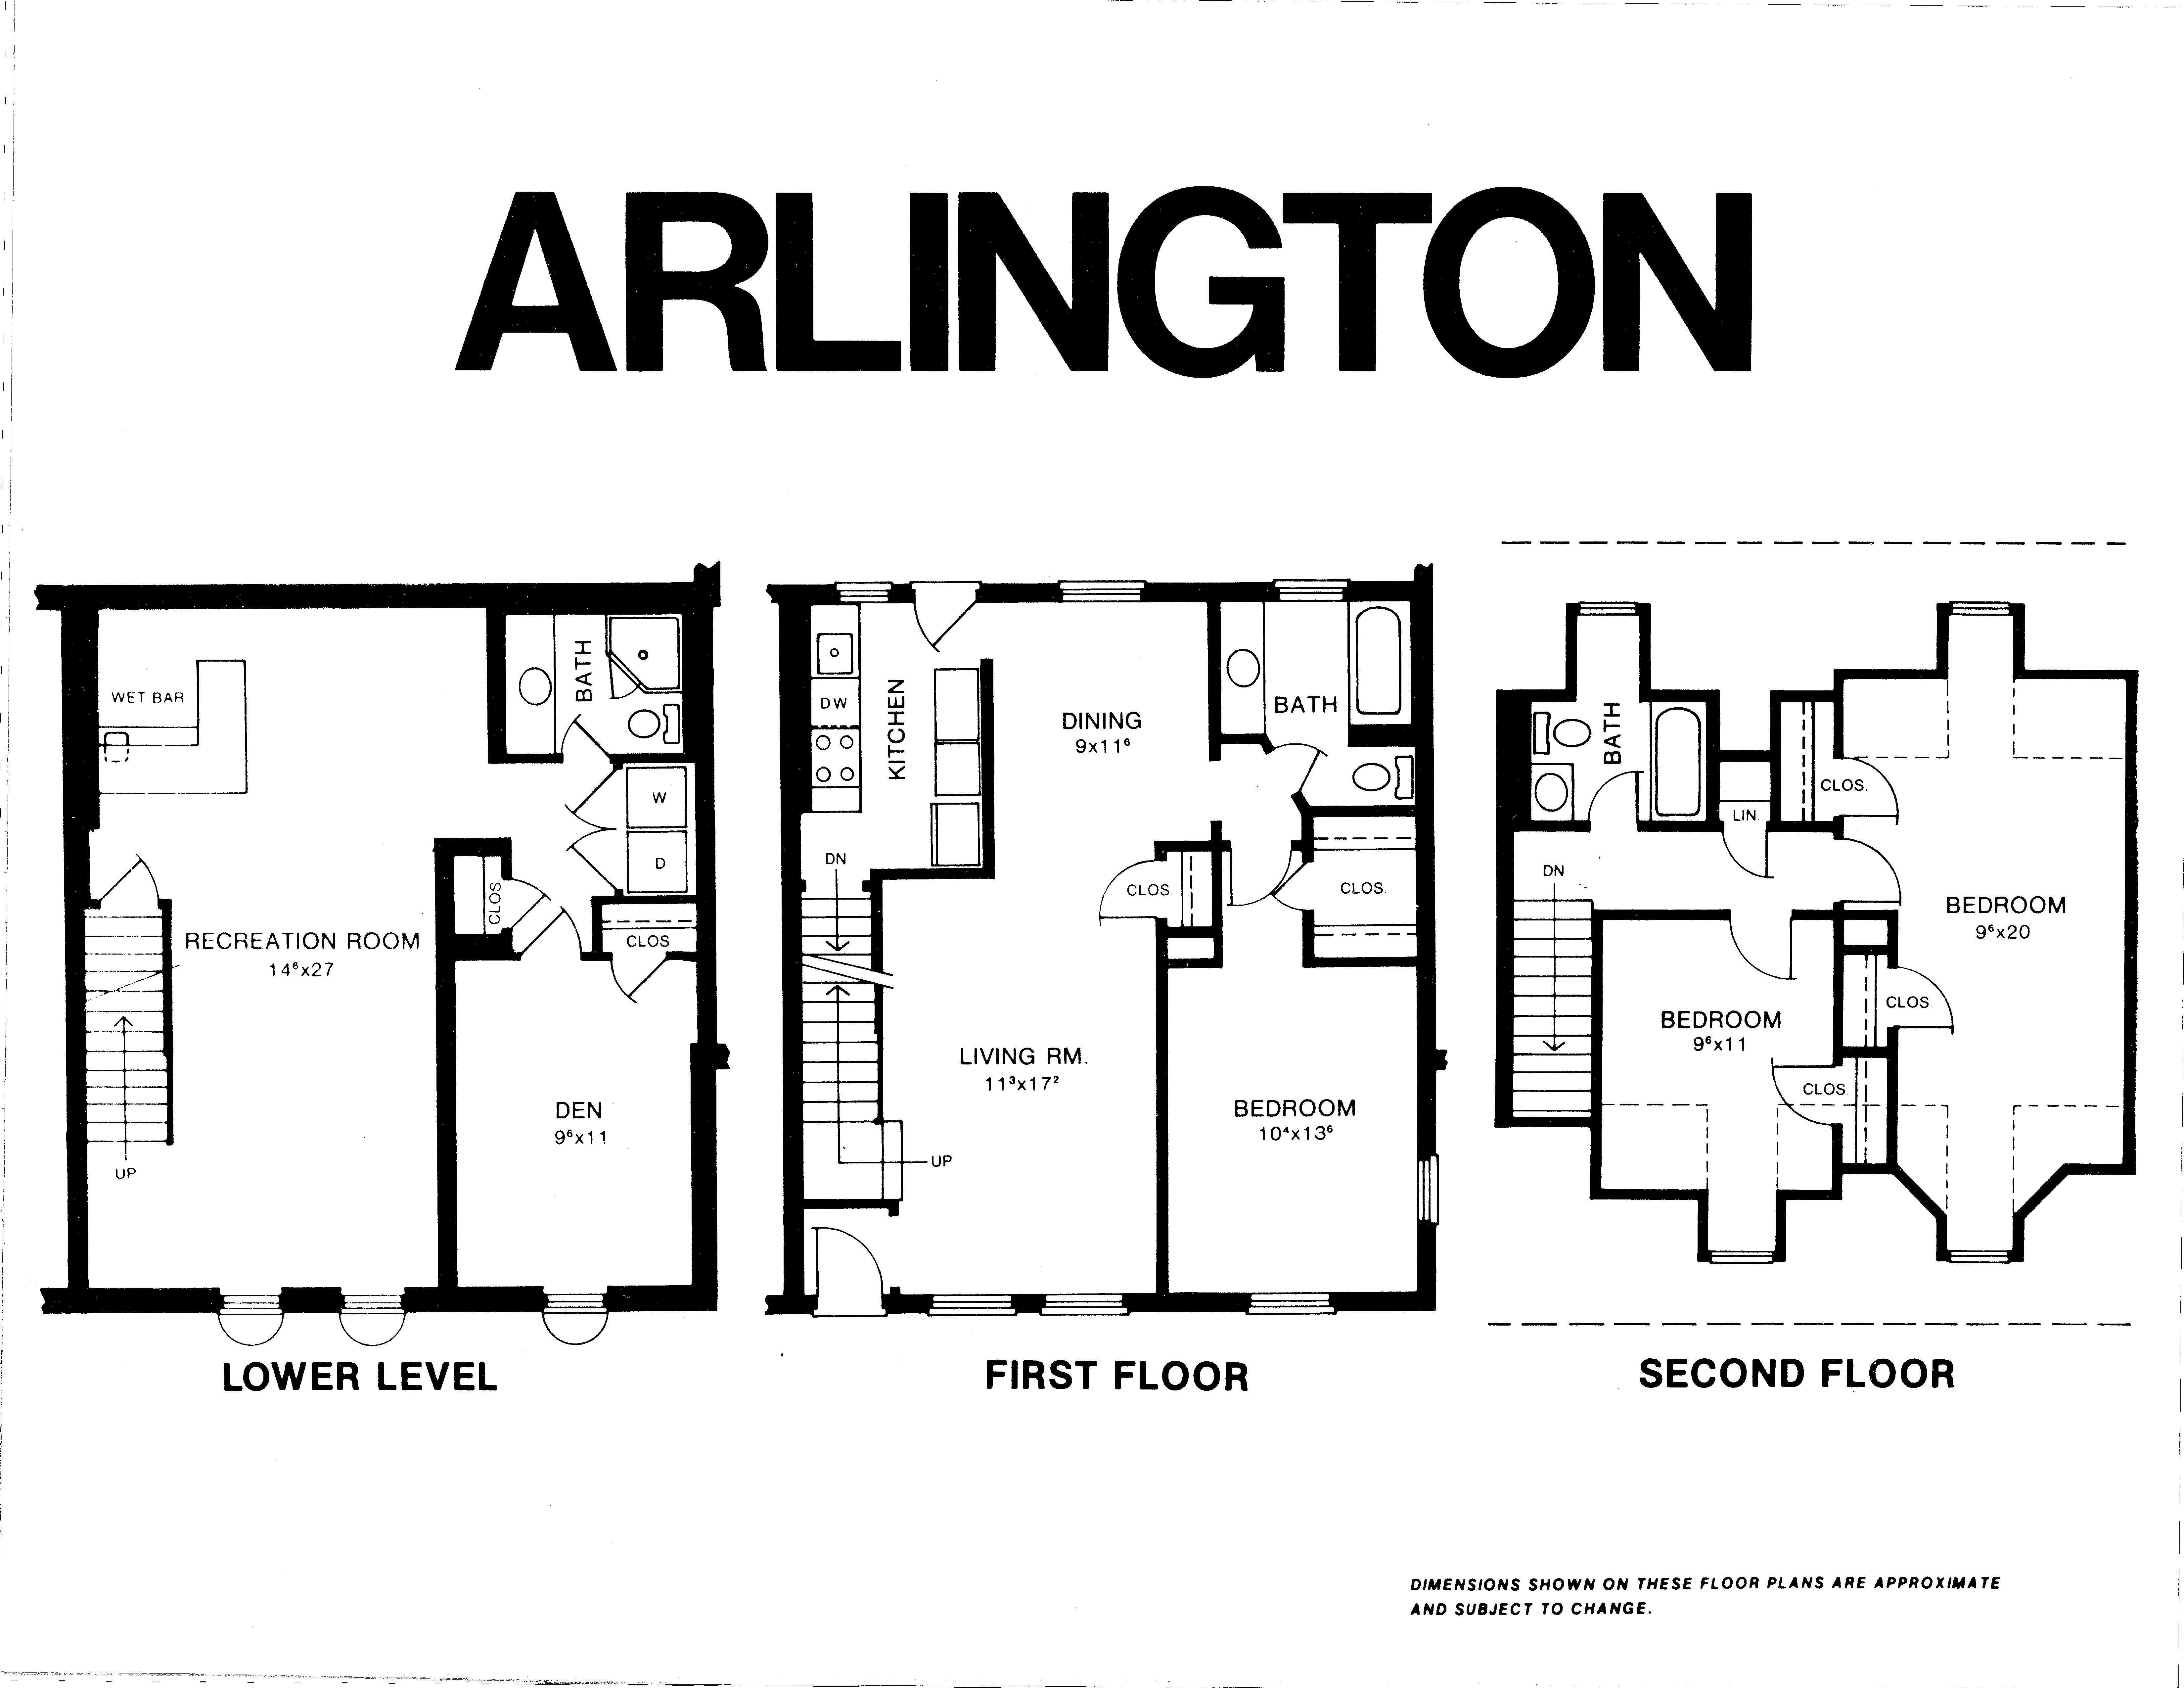 ARLINGTON
WET BAR
BATH
W
D
CLOS
CLOS
RECREATION ROOM
14⁶x27
DEN
9⁶x11
UP
LOWER LEVEL
DW
KITCHEN
DINING
9x11⁶
BATH
DN
CLOS
CLOS.
LIVING RM.
11³x17²
BEDROOM
10⁴x13⁶
UP
FIRST FLOOR
BATH
LIN.
CLOS.
DN
BEDROOM
9⁶x20
CLOS
BEDROOM
9⁶x11
CLOS.
SECOND FLOOR
DIMENSIONS SHOWN ON THESE FLOOR PLANS ARE APPROXIMATE
AND SUBJECT TO CHANGE.